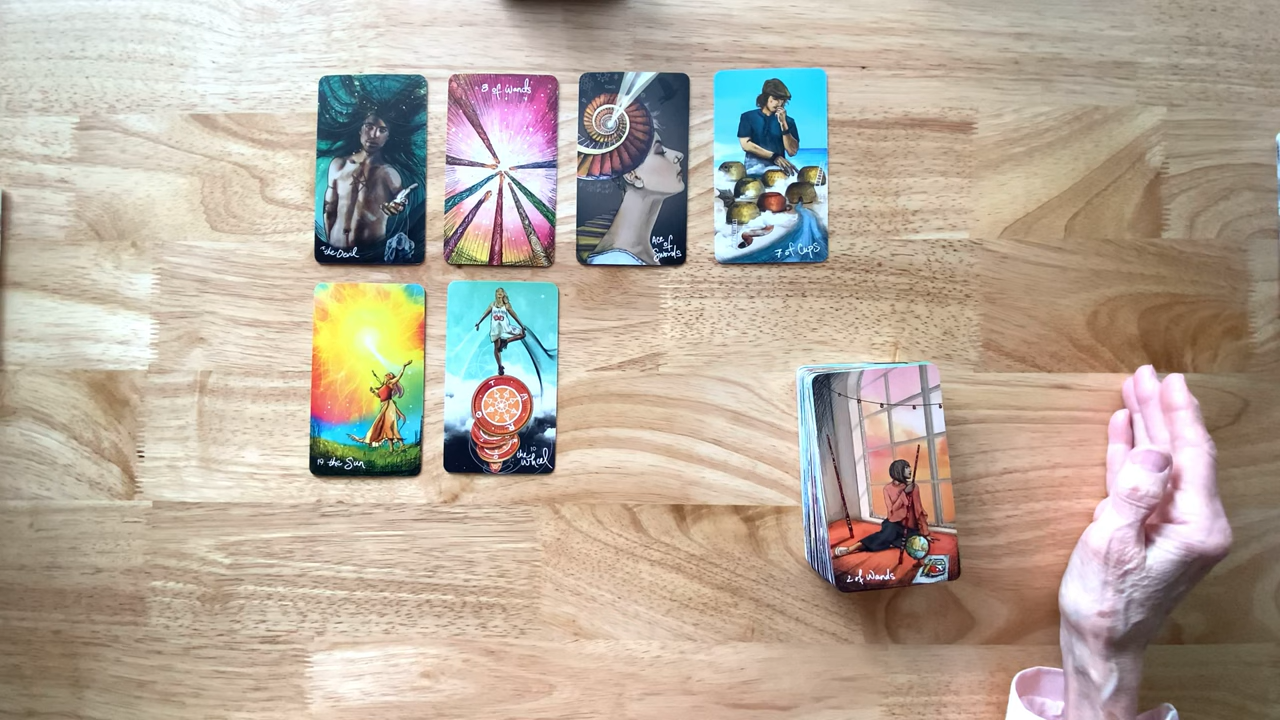 the Devil
8 of Wands
Ace
of
Swords
7 of Cups
19 the Sun
10
the
Wheel
2 of Wands